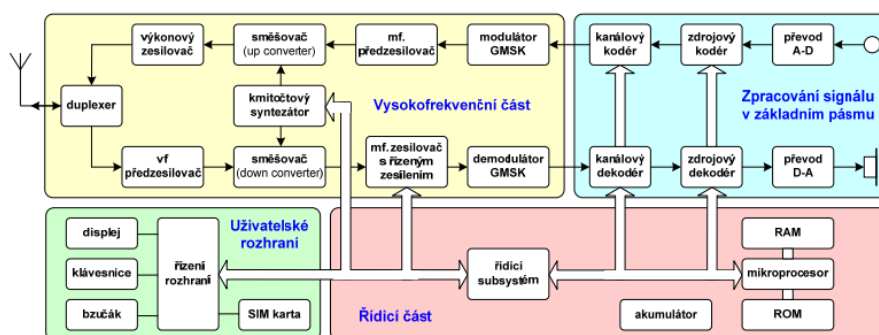 výkonový
zesilovač
směšovač
(up converter)
mf.
předzesilovač
modulátor
GMSK
kanálový
kodér
zdrojový
kodér
převod
A-D
duplexer
kmitočtový
syntezátor
Vysokofrekvenční část
Zpracování signálu
v základním pásmu
vf
předzesilovač
směšovač
(down converter)
mf. zesilovač
s řízeným
zesílením
demodulátor
GMSK
kanálový
dekodér
zdrojový
dekodér
převod
D-A
displej
klávesnice
bzučák
řízení
rozhraní
Uživatelské
rozhraní
SIM karta
řídicí
subsystém
Řídicí část
akumulátor
RAM
mikroprocesor
ROM